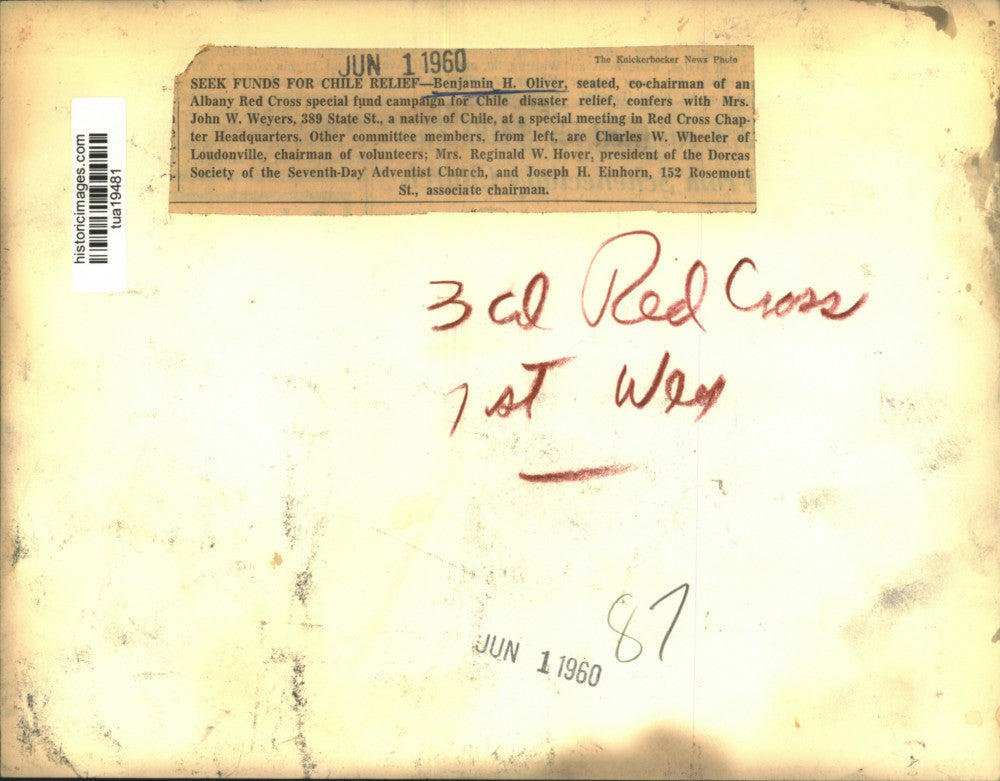 JUN 1 1960
The Knickerbocker News Photo
SEEK FUNDS FOR CHILE RELIEF—Benjamin H. Oliver, seated, co-chairman of an
Albany Red Cross special fund campaign for Chile disaster relief, confers with Mrs.
John W. Weyers, 389 State St., a native of Chile, at a special meeting in Red Cross Chap-
ter Headquarters. Other committee members, from left, are Charles W. Wheeler of
Loudonville, chairman of volunteers; Mrs. Reginald W. Hover, president of the Dorcas
Society of the Seventh-Day Adventist Church, and Joseph H. Einhorn, 152 Rosemont
St., associate chairman.
historicimages.com
tua19481
3 col Red Cross
1st
87
JUN 1 1960